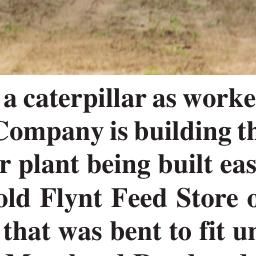 a caterpillar as worke
Company is building th
r plant being built eas
old Flynt Feed Store o
that was bent to fit un